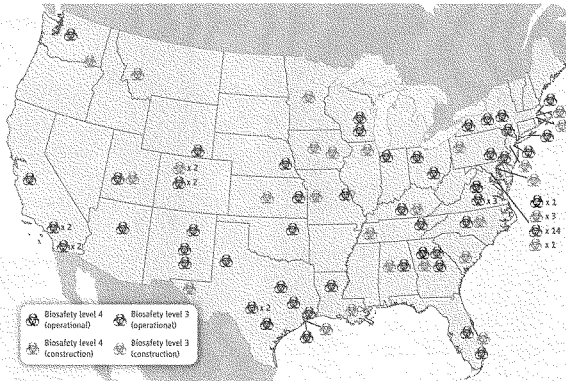 x 2
x 2
x 2
x 2
x 3
x 1
x 3
x 14
x 1
x 2
Biosafety level 4
(operational)
Biosafety level 3
(operational)
Biosafety level 4
(construction)
Biosafety level 3
(construction)